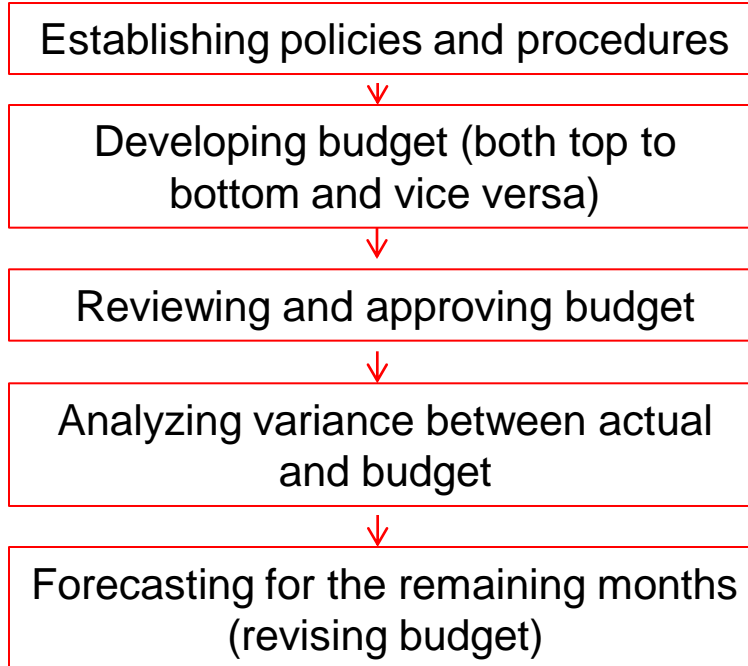 Establishing policies and procedures
Developing budget (both top to
bottom and vice versa)
Reviewing and approving budget
Analyzing variance between actual
and budget
Forecasting for the remaining months
(revising budget)